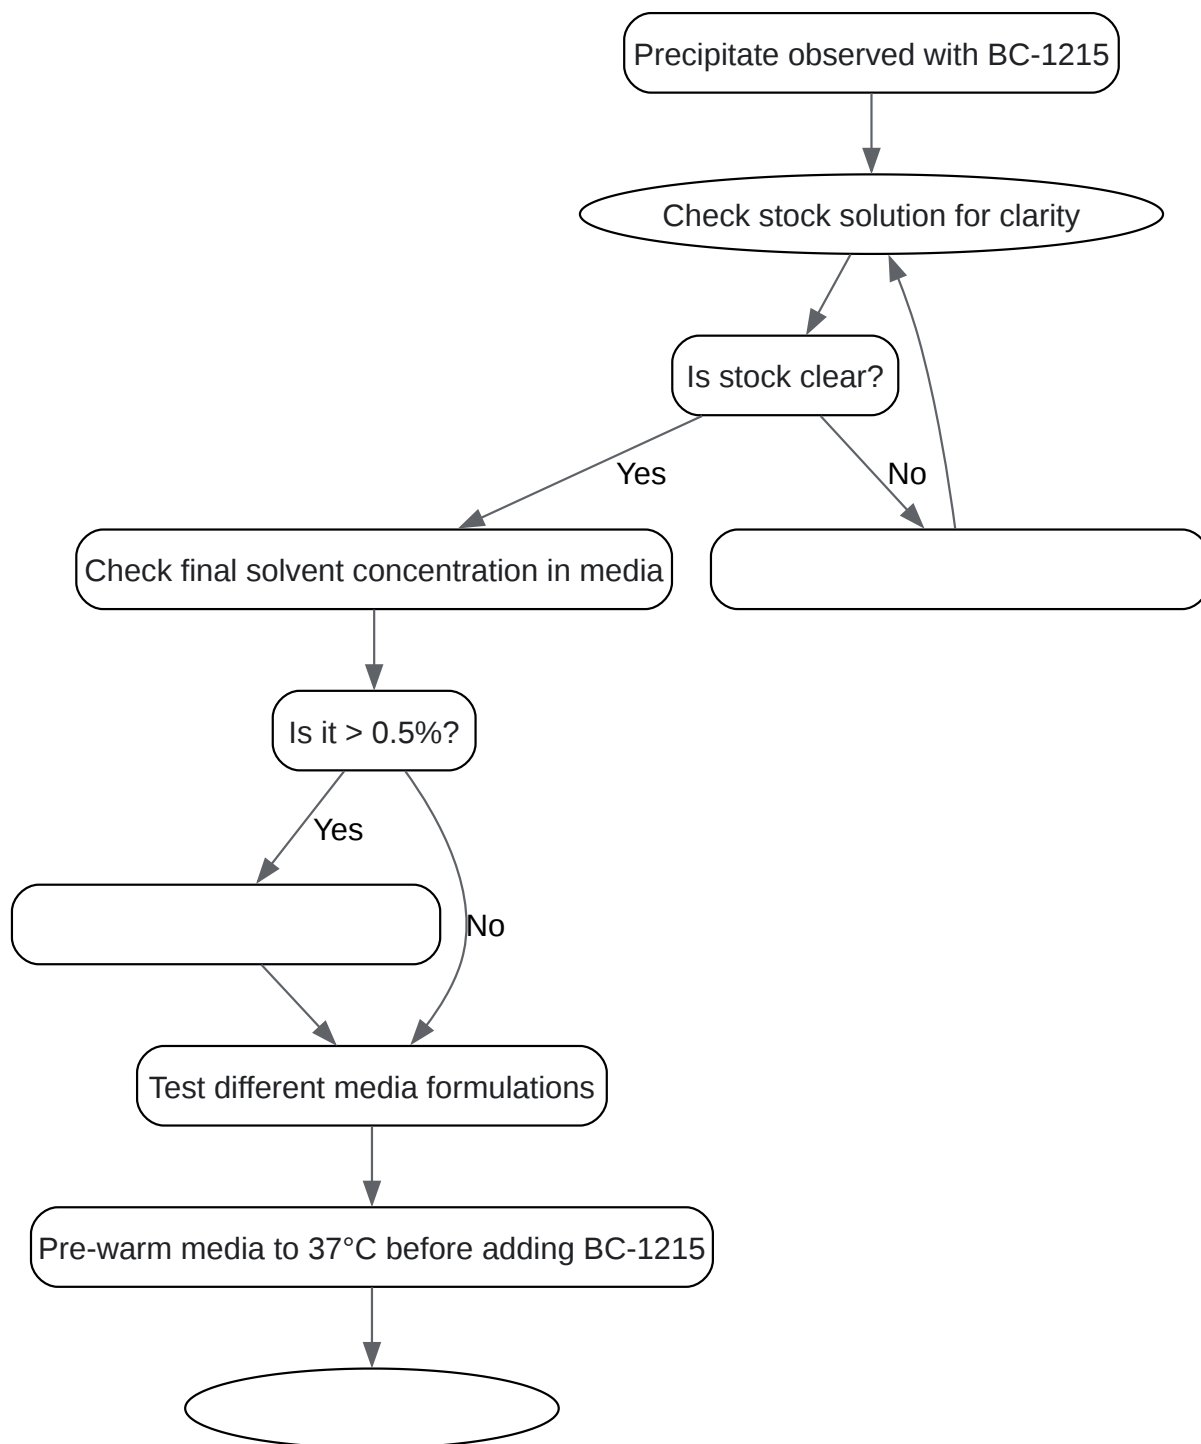 Precipitate observed with BC-1215
Check stock solution for clarity
Is stock clear?
Yes
No
Check final solvent concentration in media
Is it > 0.5%?
Yes
No
Test different media formulations
Pre-warm media to 37°C before adding BC-1215